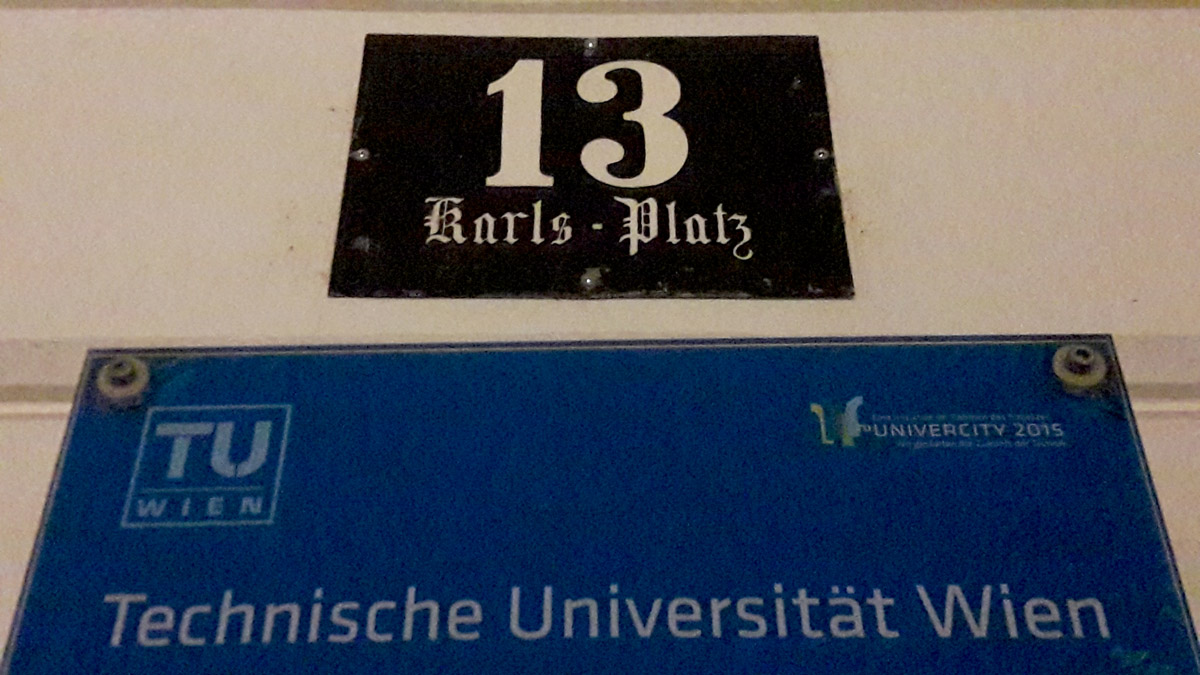 13
Karls - Platz
TU
WIEN
UNIVERCITY 2015
Technische Universität Wien